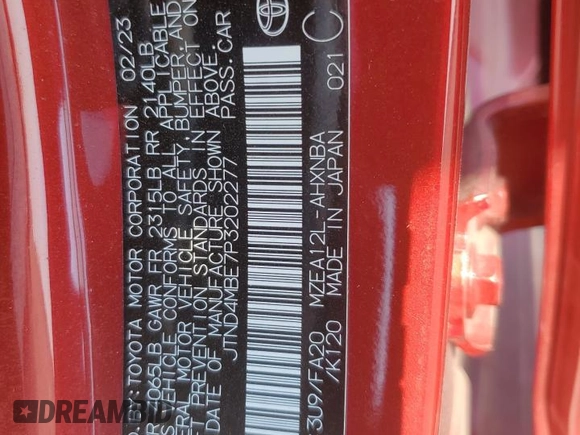 TOYOTA MOTOR CORPORATION 02/23
365LB GAWR FR 2315LB RR 2140LB
VEHICLE CONFORMS TO ALL APPLICABLE
MOTOR VEHICLE SAFETY, BUMPER, AND
PREVENTION STANDARDS IN EFFECT ON
DATE OF MANUFACTURE SHOWN ABOVE.
JTND4MBE7P3202277 PASS.CAR
3U9/FA20 MZEA12L-AHXNBA 021 C
/K120 MADE IN JAPAN
DREAMBID